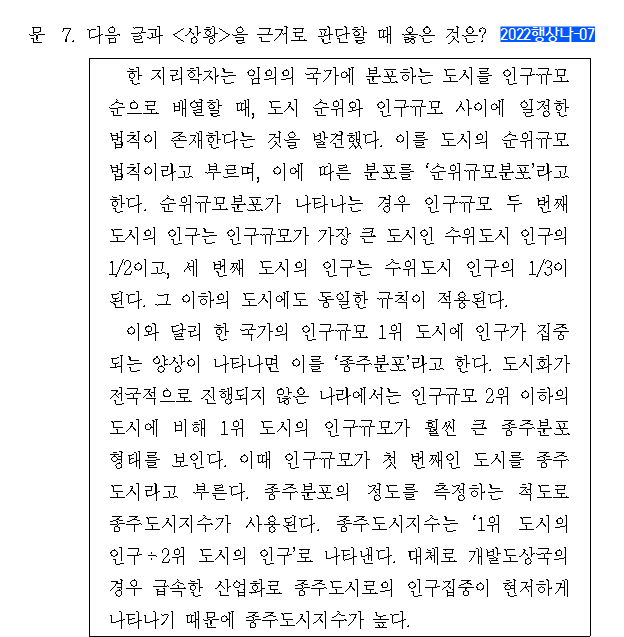 문 7. 다음 글과 <상황>을 근거로 판단할 때 옳은 것은? 2022행상나-07
한 지리학자는 임의의 국가에 분포하는 도시를 인구규모
순으로 배열할 때, 도시 순위와 인구규모 사이에 일정한
법칙이 존재한다는 것을 발견했다. 이를 도시의 순위규모
법칙이라고 부르며, 이에 따른 분포를 ‘순위규모분포’라고
한다. 순위규모분포가 나타나는 경우 인구규모 두 번째
도시의 인구는 인구규모가 가장 큰 도시인 수위도시 인구의
1/2이고, 세 번째 도시의 인구는 수위도시 인구의 1/3이
된다. 그 이하의 도시에도 동일한 규칙이 적용된다.
이와 달리 한 국가의 인구규모 1위 도시에 인구가 집중
되는 양상이 나타나면 이를 ‘종주분포’라고 한다. 도시화가
전국적으로 진행되지 않은 나라에서는 인구규모 2위 이하의
도시에 비해 1위 도시의 인구규모가 훨씬 큰 종주분포
형태를 보인다. 이때 인구규모가 첫 번째인 도시를 종주
도시라고 부른다. 종주분포의 정도를 측정하는 척도로
종주도시지수가 사용된다. 종주도시지수는 ‘1위 도시의
인구÷2위 도시의 인구’로 나타낸다. 대체로 개발도상국의
경우 급속한 산업화로 종주도시로의 인구집중이 현저하게
나타나기 때문에 종주도시지수가 높다.